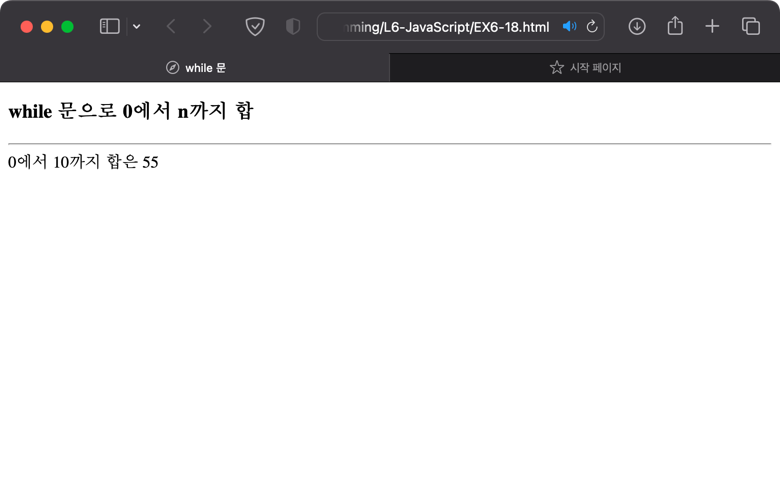 mming/L6-JavaScript/EX6-18.html
while 문
시작 페이지
while 문으로 0에서 n까지 합
0에서 10까지 합은 55